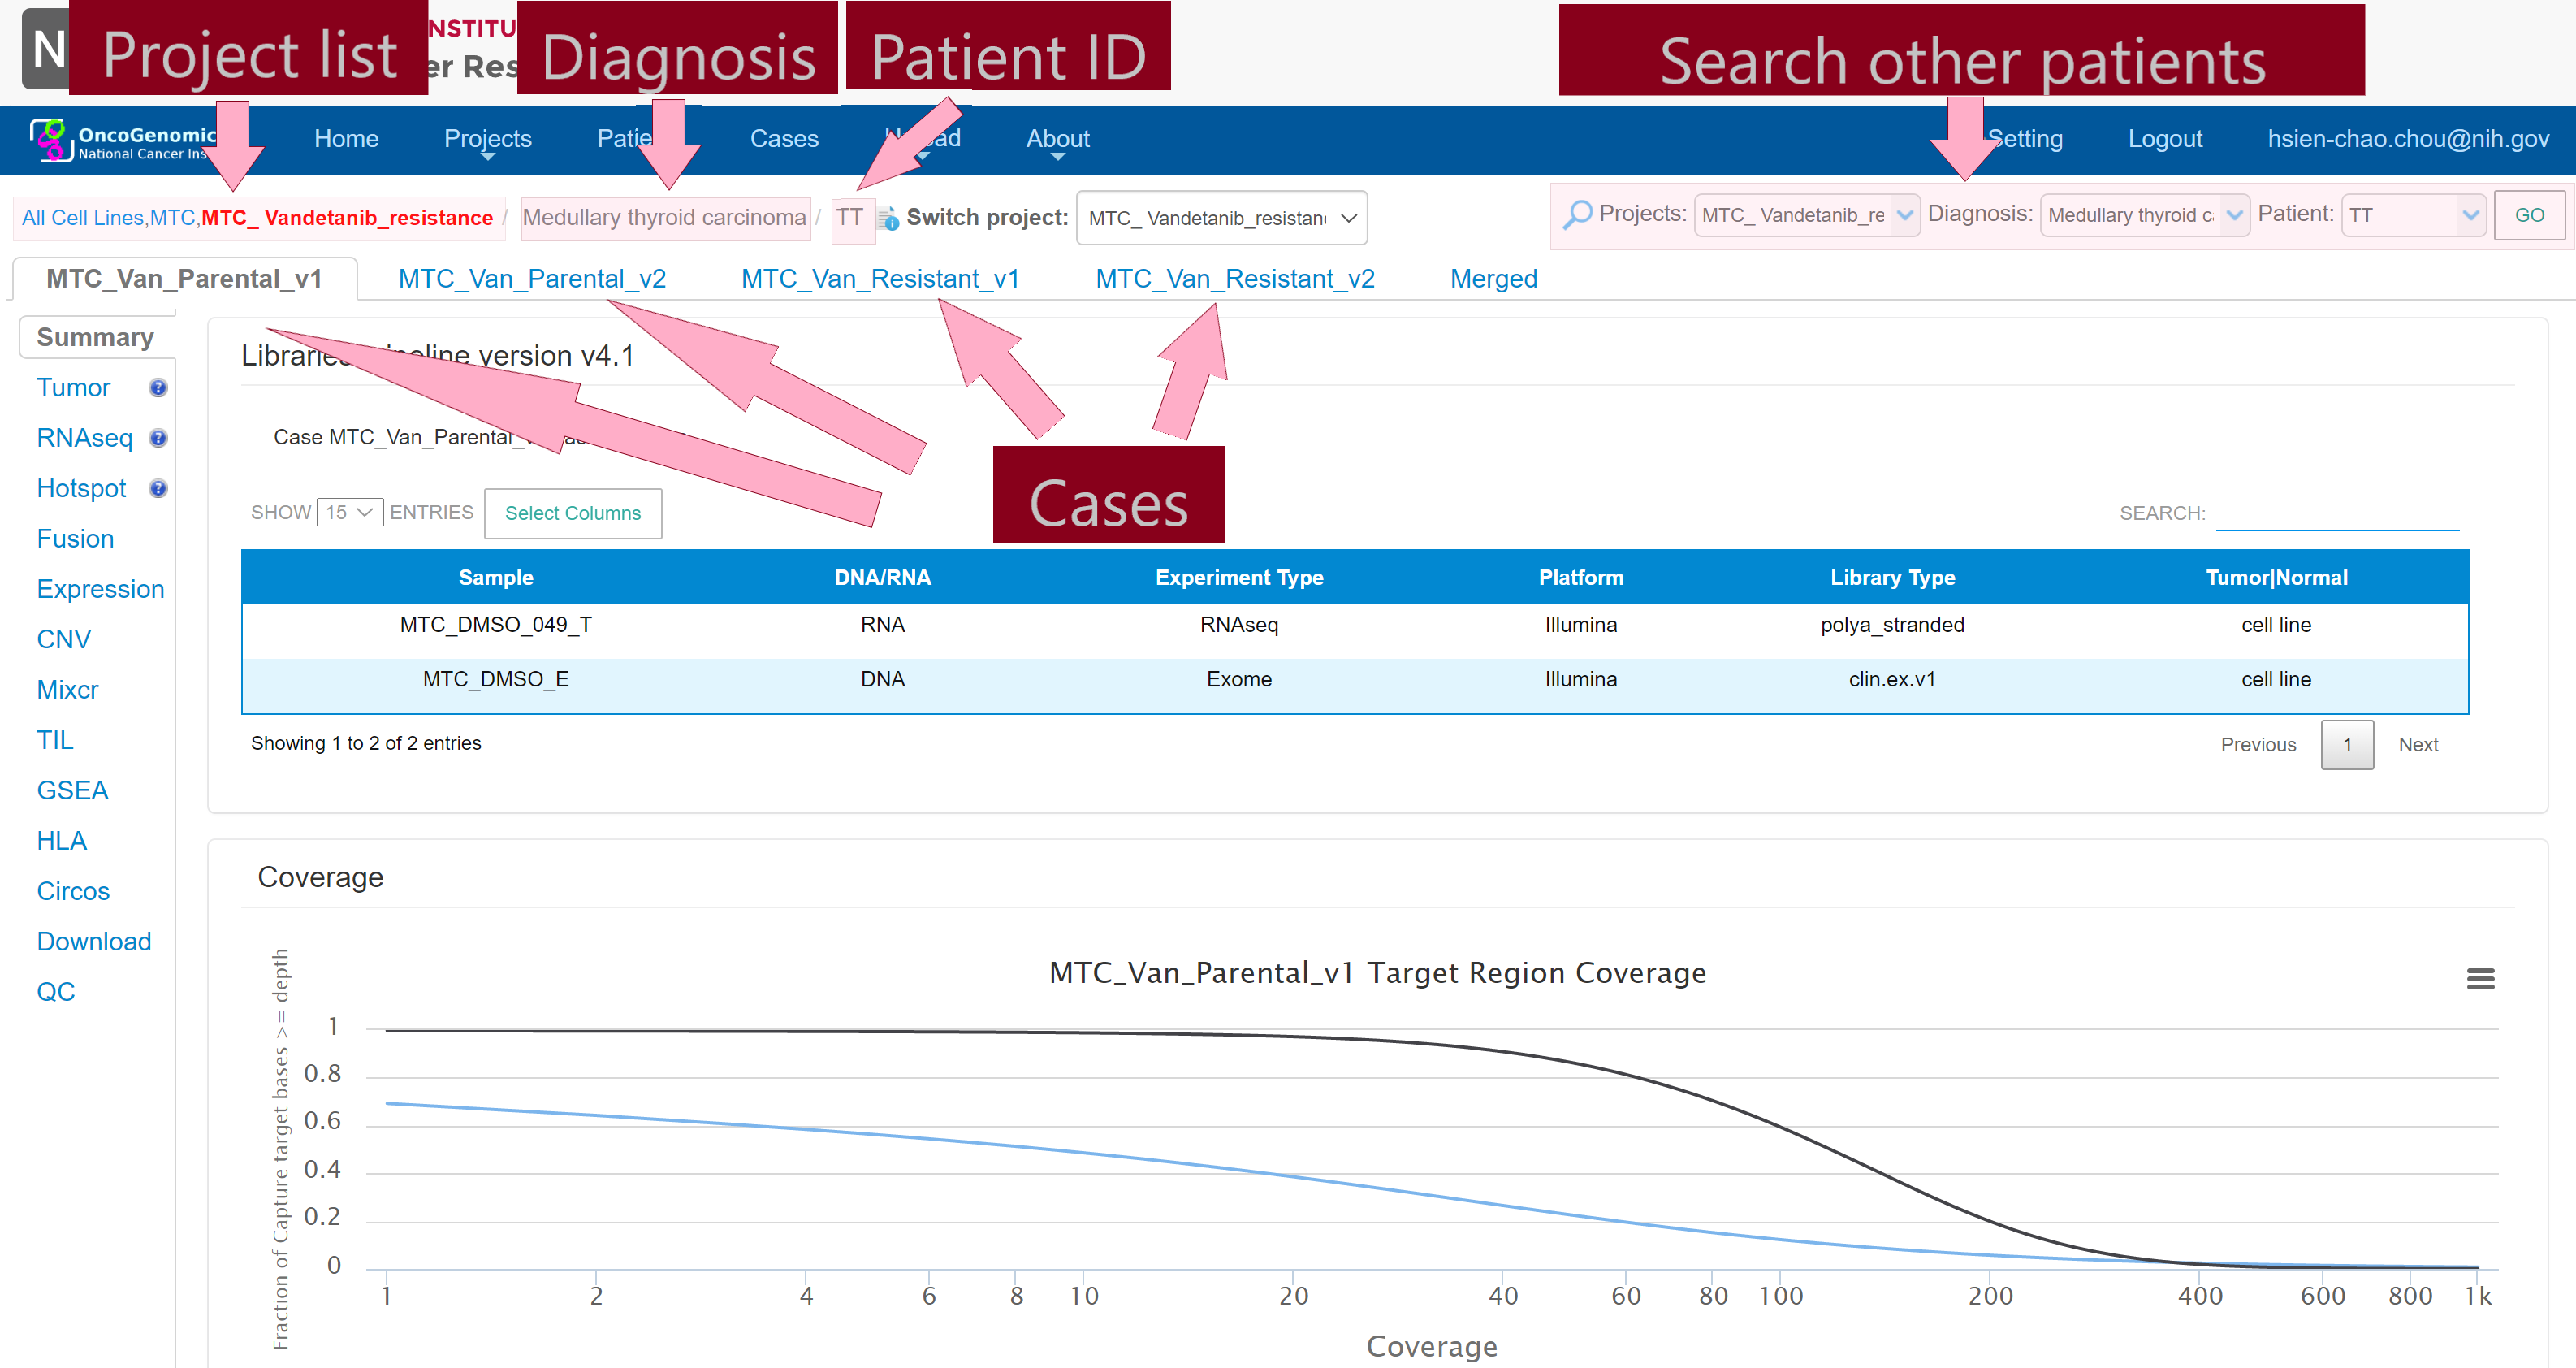 Project list
Diagnosis
Patient ID
Search other patients
N
NSTITU
er Res
OncoGenomic
National Cancer Ins
Home
Projects
Patie
Cases
ad
About
Setting
Logout
hsien-chao.chou@nih.gov
All Cell Lines,MTC,MTC_ Vandetanib_resistance / Medullary thyroid carcinoma / TT
Switch project: MTC_ Vandetanib_resistan
Projects: MTC_ Vandetanib_re Diagnosis: Medullary thyroid c Patient: TT GO
MTC_Van_Parental_v1
MTC_Van_Parental_v2
MTC_Van_Resistant_v1
MTC_Van_Resistant_v2
Merged
Summary
Tumor
RNAseq
Hotspot
Fusion
Expression
CNV
Mixcr
TIL
GSEA
HLA
Circos
Download
QC
Librarie peline version v4.1
Case MTC_Van_Parental
Cases
SHOW 15 ENTRIES
Select Columns
SEARCH:
Sample DNA/RNA Experiment Type Platform Library Type Tumor|Normal
MTC_DMSO_049_T RNA RNAseq Illumina polya_stranded cell line
MTC_DMSO_E DNA Exome Illumina clin.ex.v1 cell line
Showing 1 to 2 of 2 entries
Previous 1 Next
Coverage
MTC_Van_Parental_v1 Target Region Coverage
Fraction of Capture target bases >= depth
1
0.8
0.6
0.4
0.2
0
1 2 4 6 8 10 20 40 60 80 100 200 400 600 800 1k
Coverage